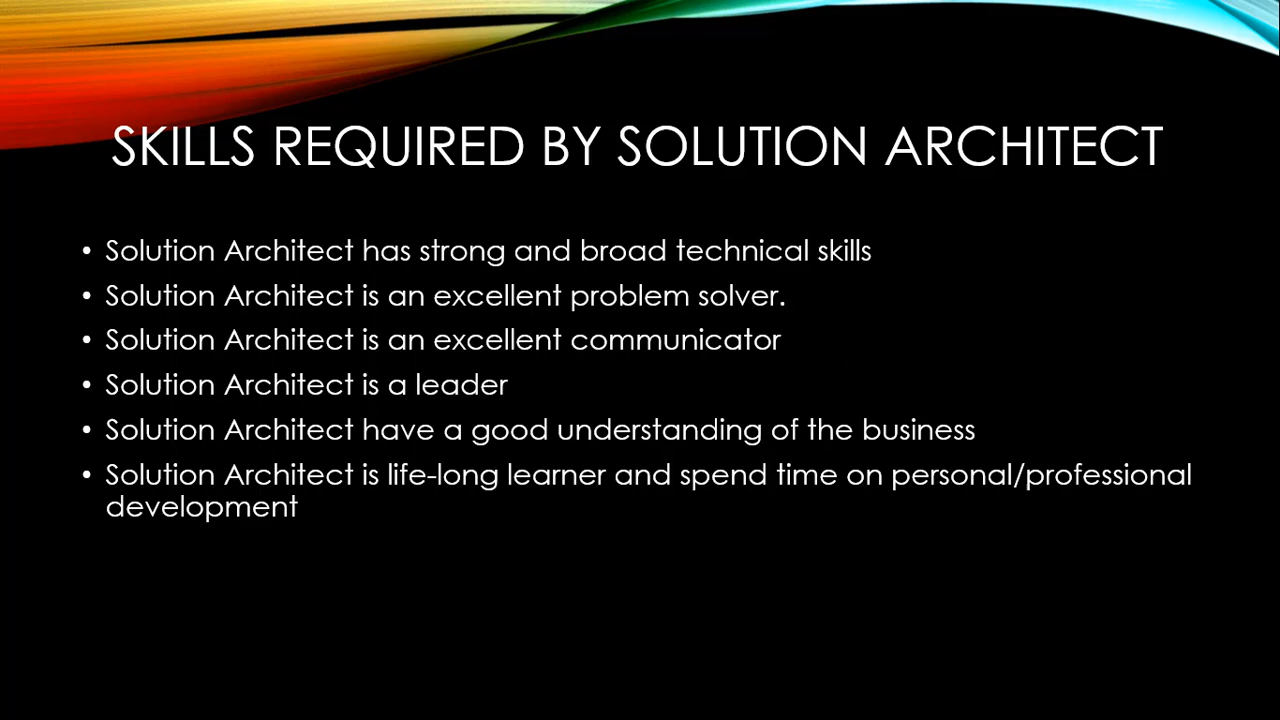 SKILLS REQUIRED BY SOLUTION ARCHITECT
• Solution Architect has strong and broad technical skills
• Solution Architect is an excellent problem solver.
• Solution Architect is an excellent communicator
• Solution Architect is a leader
• Solution Architect have a good understanding of the business
• Solution Architect is life-long learner and spend time on personal/professional
development